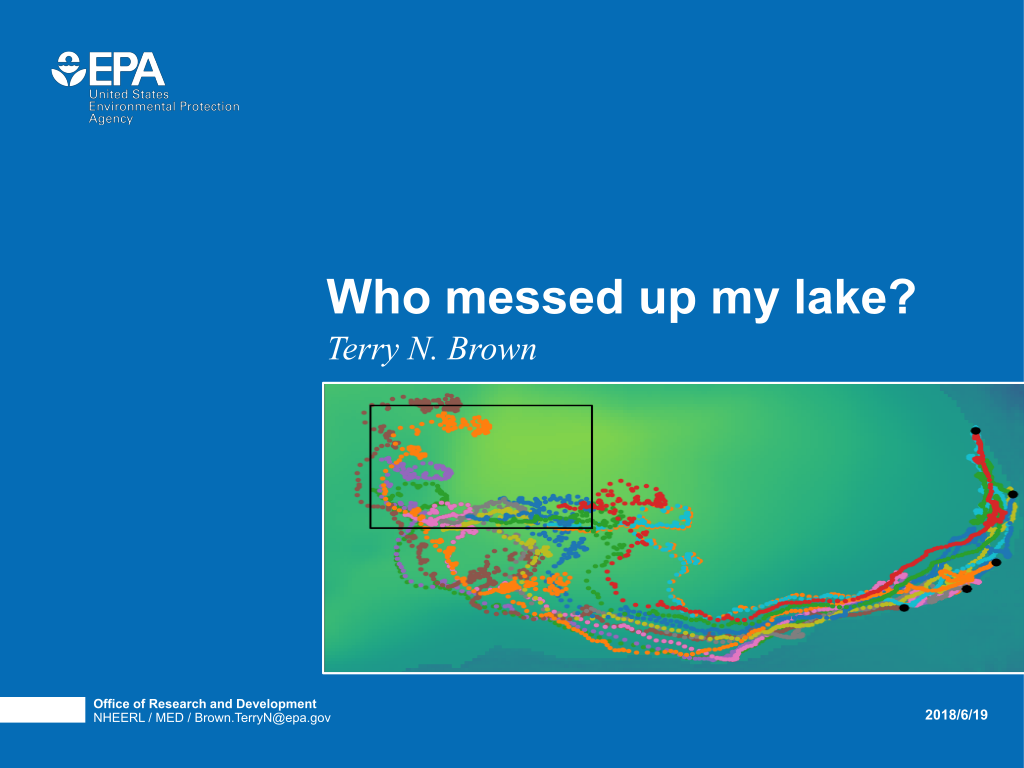 EPA
United States
Environmental Protection
Agency
Who messed up my lake?
Terry N. Brown
Office of Research and Development
NHEERL / MED / Brown.TerryN@epa.gov
2018/6/19